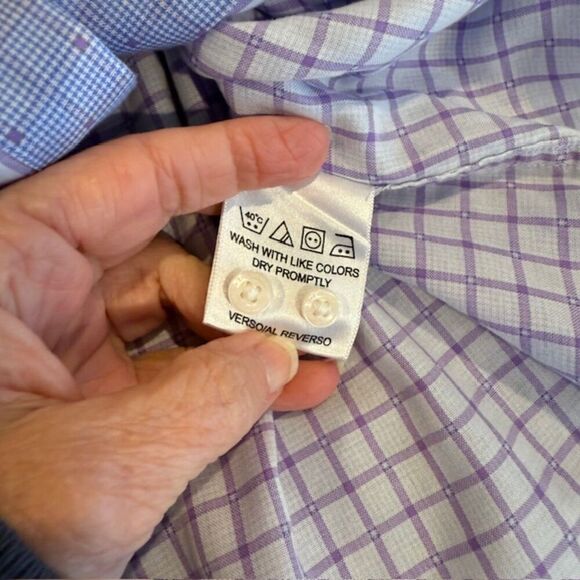 40°C
WASH WITH LIKE COLORS
DRY PROMPTLY
VERSO/AL REVERSO